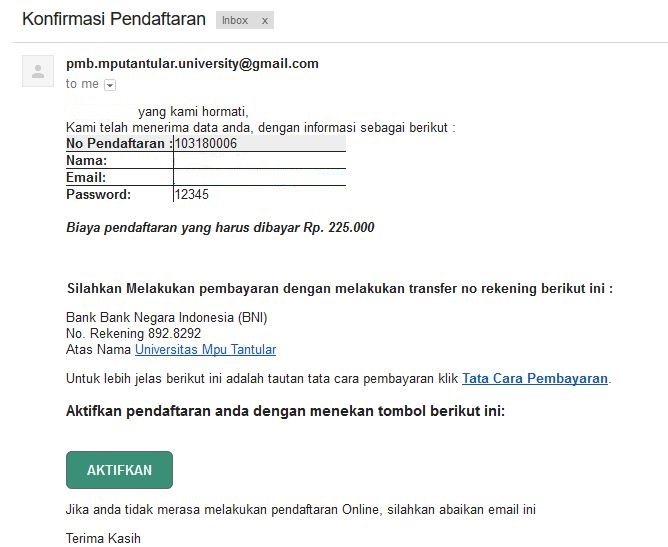 Konfirmasi Pendaftaran Inbox x
pmb.mputantular.university@gmail.com
to me
yang kami hormati,
Kami telah menerima data anda, dengan informasi sebagai berikut :
No Pendaftaran : 103180006
Nama:
Email:
Password: 12345
Biaya pendaftaran yang harus dibayar Rp. 225.000
Silahkan Melakukan pembayaran dengan melakukan transfer no rekening berikut ini :
Bank Bank Negara Indonesia (BNI)
No. Rekening 892.8292
Atas Nama Universitas Mpu Tantular
Untuk lebih jelas berikut ini adalah tautan tata cara pembayaran klik Tata Cara Pembayaran.
Aktifkan pendaftaran anda dengan menekan tombol berikut ini:
AKTIFKAN
Jika anda tidak merasa melakukan pendaftaran Online, silahkan abaikan email ini
Terima Kasih